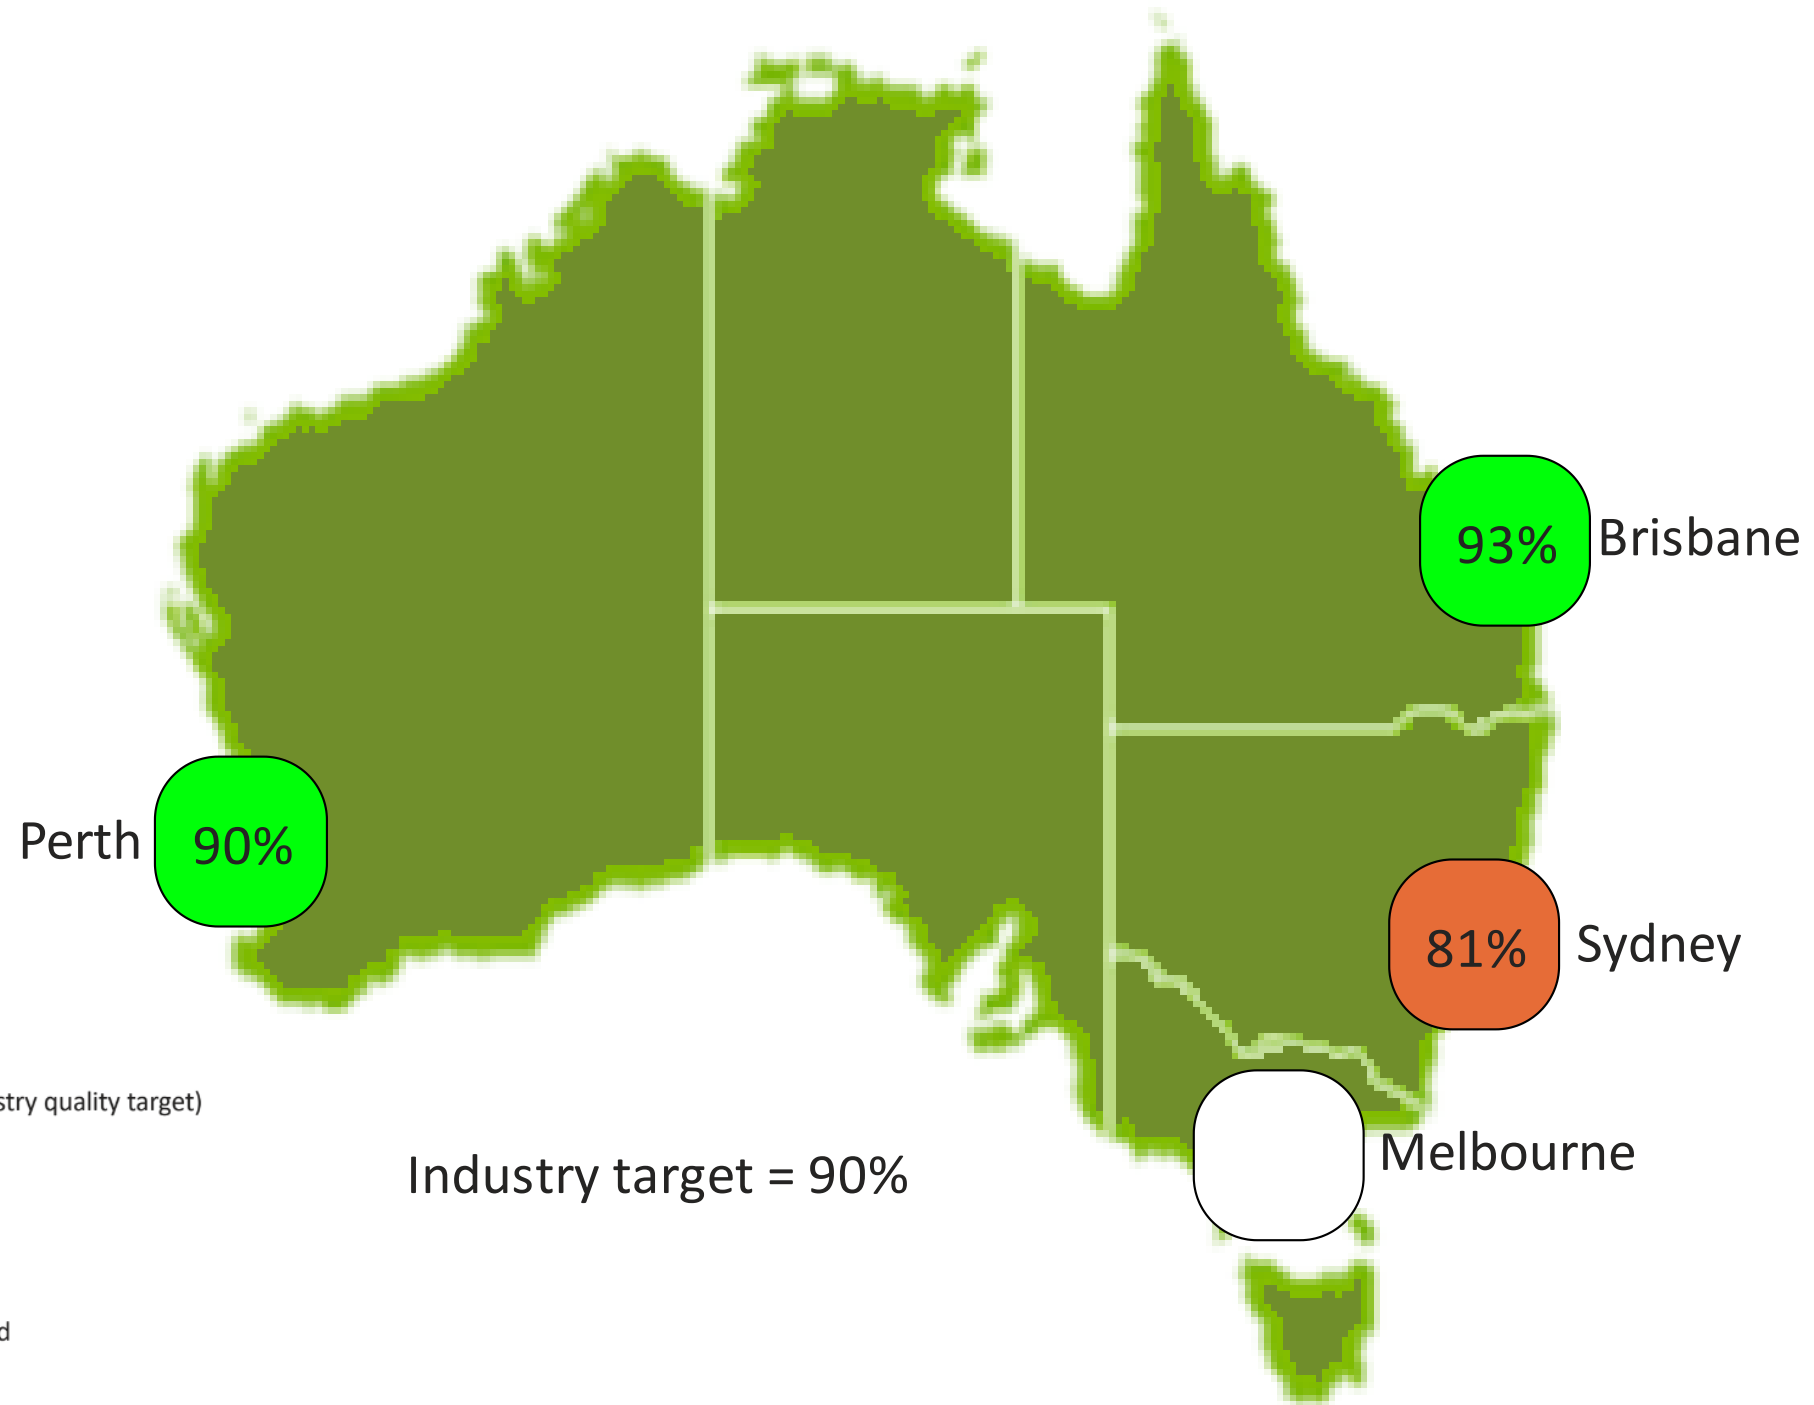 93% Brisbane
Perth 90%
81% Sydney
stry quality target)
Melbourne
Industry target = 90%
d